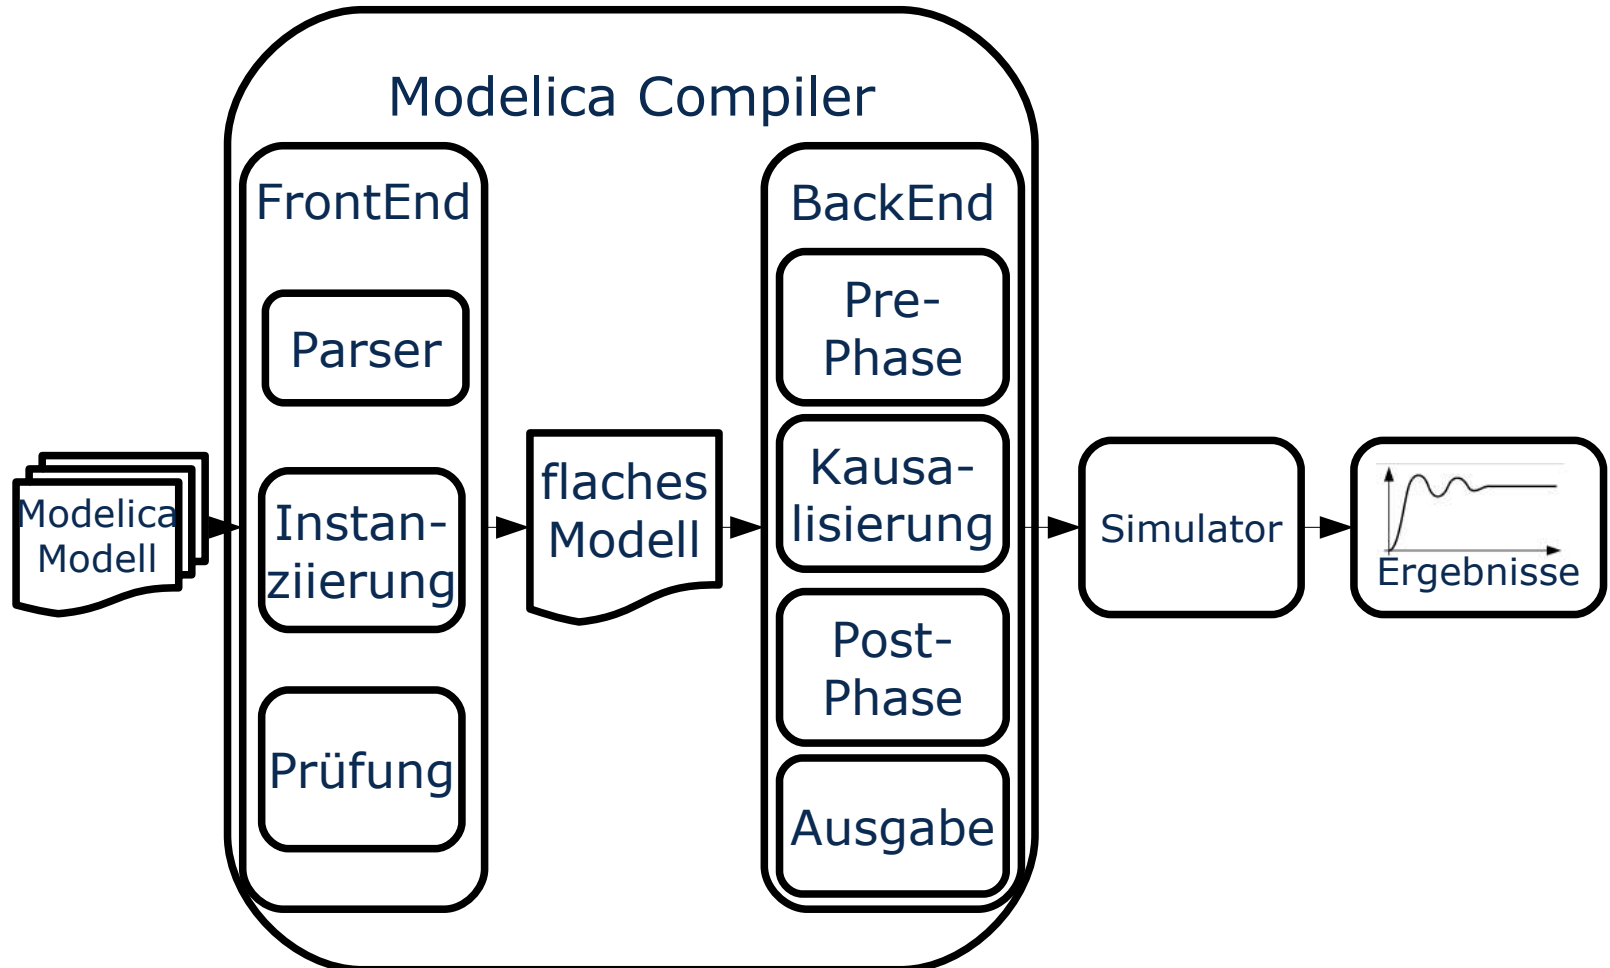 Modelica Compiler
FrontEnd
Parser
Instan-
ziierung
Prüfung
Modelica
Modell
flaches
Modell
BackEnd
Pre-
Phase
Kausa-
lisierung
Post-
Phase
Ausgabe
Simulator
Ergebnisse